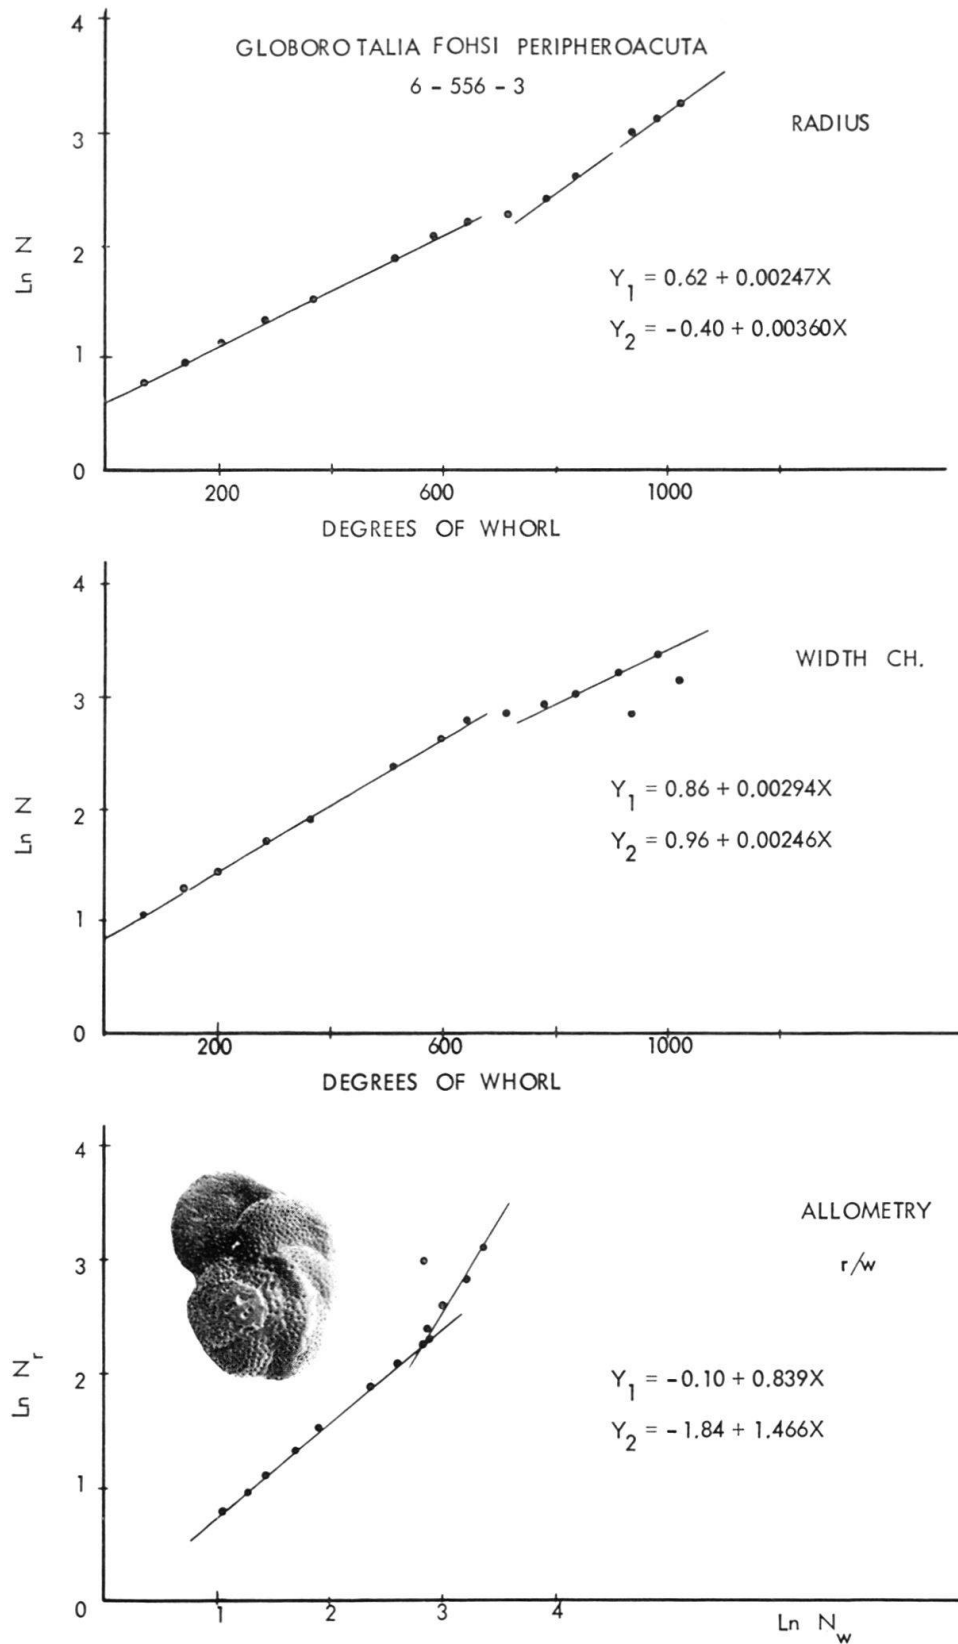 4
GLOBOROTALIA FOHSI PERIPHEROACUTA
6 - 556 - 3
RADIUS
3
Ln N
2
Y1 = 0.62 + 0.00247X
Y2 = -0.40 + 0.00360X
1
0
200 600 1000
DEGREES OF WHORL
4
WIDTH CH.
3
Ln N
2
Y1 = 0.86 + 0.00294X
Y2 = 0.96 + 0.00246X
1
0
200 600 1000
DEGREES OF WHORL
4
ALLOMETRY
r/w
3
Ln Nr
2
Y1 = -0.10 + 0.839X
Y2 = -1.84 + 1.466X
1
0
1 2 3 4
Ln Nw